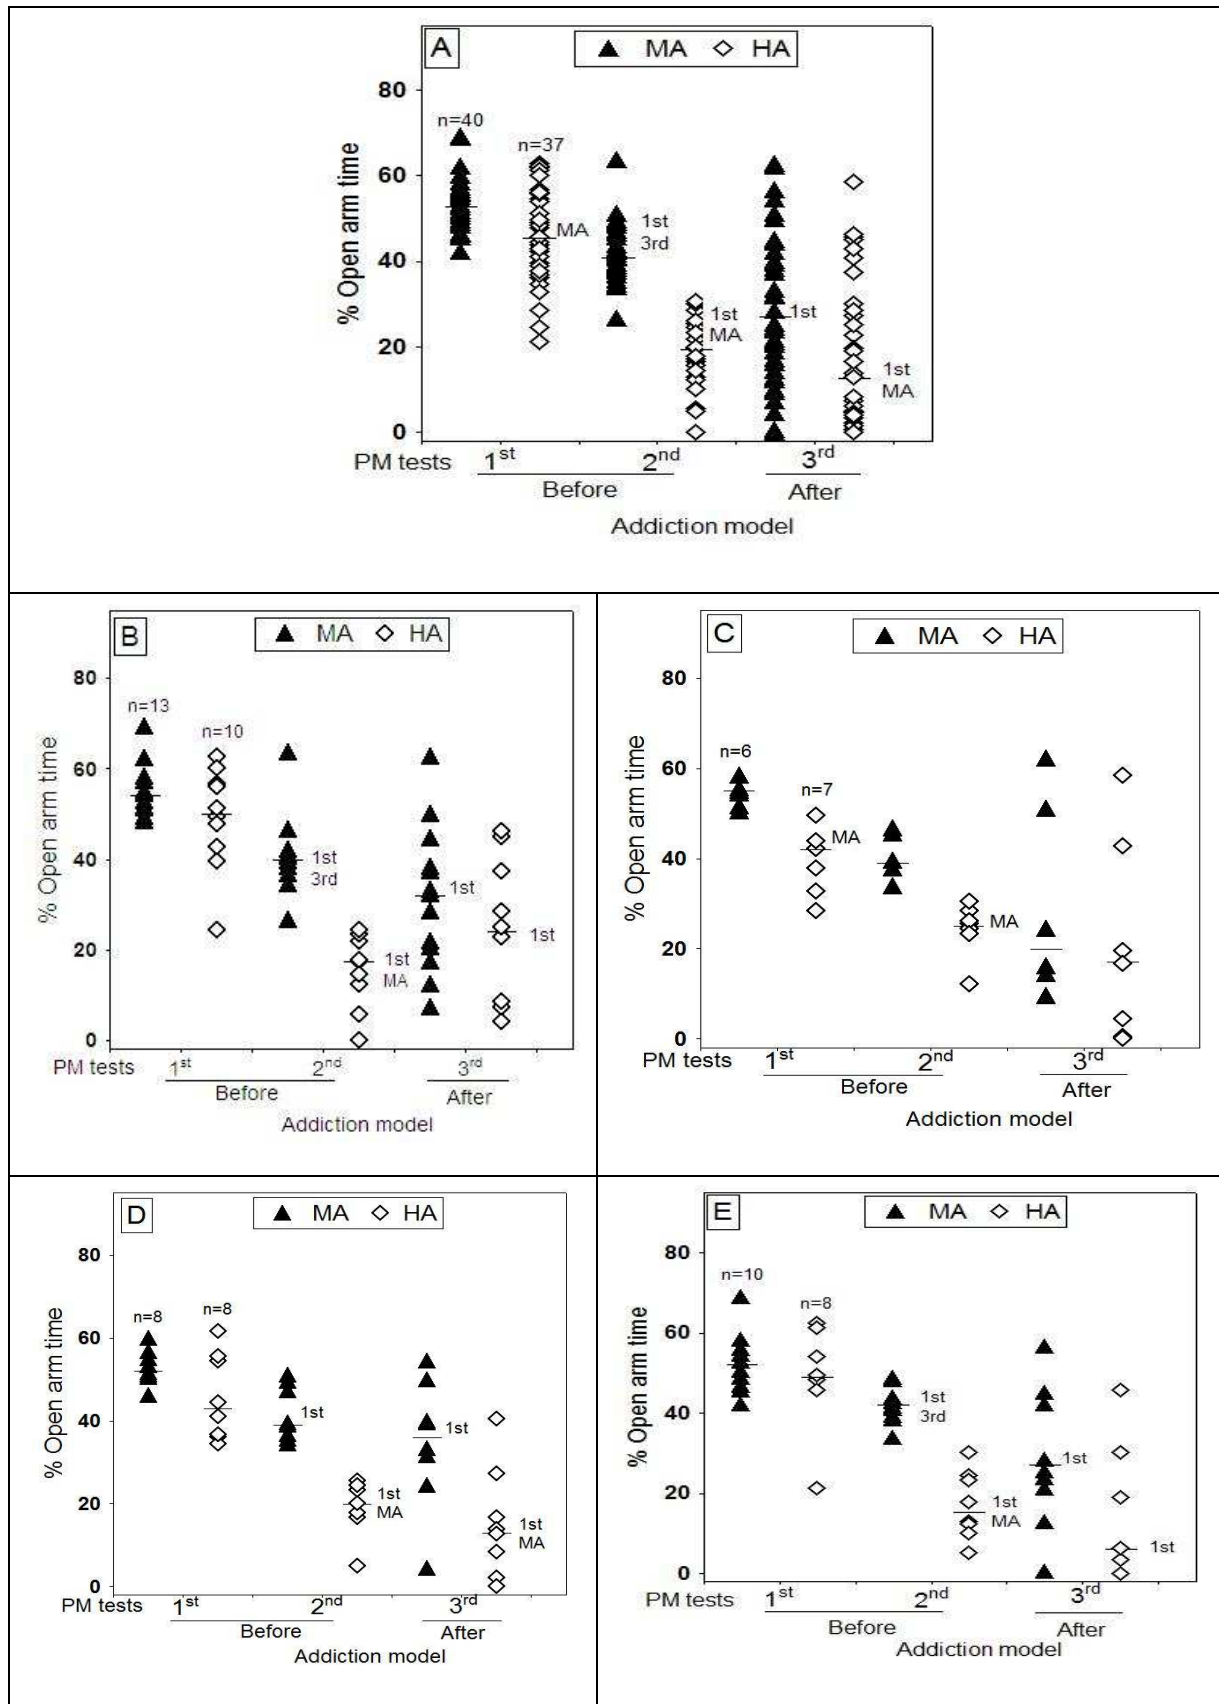 A
▲ MA ◇ HA
80
n=40
n=37
60
1st
MA
3rd
40
1st
MA
1st
20
1st
MA
0
% Open arm time
PM tests 1st 2nd 3rd
Before After
Addiction model
B
▲ MA ◇ HA
80
n=13
n=10
60
40
1st
3rd
1st
1st
20
1st
MA
0
% Open arm time
PM tests 1st 2nd 3rd
Before After
Addiction model
C
▲ MA ◇ HA
80
n=6
n=7
60
MA
40
MA
20
0
% Open arm time
PM tests 1st 2nd 3rd
Before After
Addiction model
D
▲ MA ◇ HA
80
n=8 n=8
60
40
1st
1st
20
1st
MA
1st
MA
0
% Open arm time
PM tests 1st 2nd 3rd
Before After
Addiction model
E
▲ MA ◇ HA
80
n=10
n=8
60
40
1st
3rd
1st
20
1st
MA
1st
0
% Open arm time
PM tests 1st 2nd 3rd
Before After
Addiction model